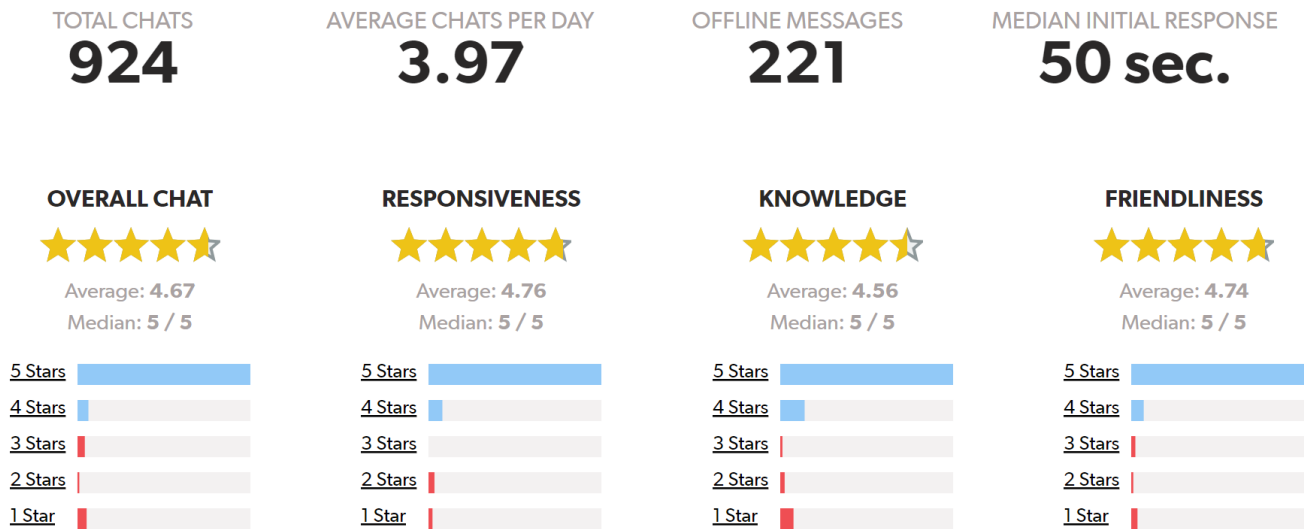 TOTAL CHATS
924
AVERAGE CHATS PER DAY
3.97
OFFLINE MESSAGES
221
MEDIAN INITIAL RESPONSE
50 sec.
OVERALL CHAT
Average: 4.67
Median: 5 / 5
5 Stars
4 Stars
3 Stars
2 Stars
1 Star
RESPONSIVENESS
Average: 4.76
Median: 5 / 5
5 Stars
4 Stars
3 Stars
2 Stars
1 Star
KNOWLEDGE
Average: 4.56
Median: 5 / 5
5 Stars
4 Stars
3 Stars
2 Stars
1 Star
FRIENDLINESS
Average: 4.74
Median: 5 / 5
5 Stars
4 Stars
3 Stars
2 Stars
1 Star